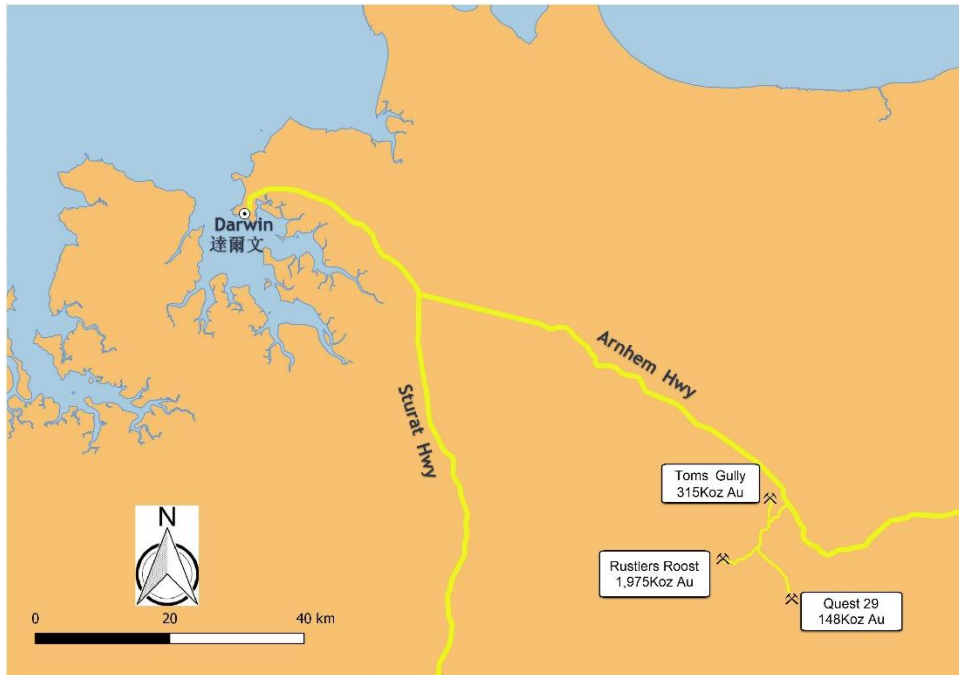 Darwin
達爾文
Arnhem Hwy
Sturat Hwy
Toms Gully
315Koz Au
Rustlers Roost
1,975Koz Au
Quest 29
148Koz Au
N
0 20 40 km